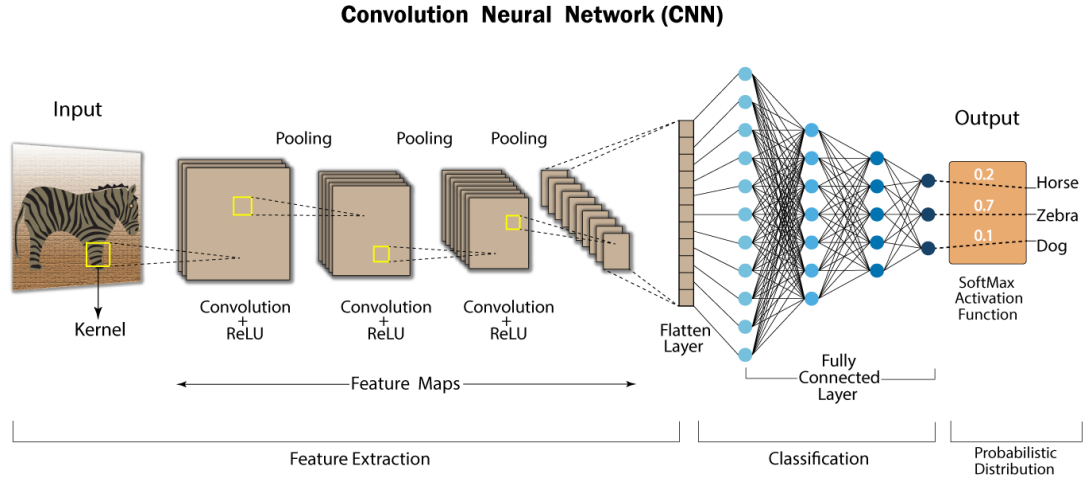 Convolution Neural Network (CNN)
Input
Kernel
Pooling
Pooling
Pooling
Convolution
+
ReLU
Convolution
+
ReLU
Convolution
+
ReLU
Feature Maps
Flatten
Layer
Fully
Connected
Layer
Output
0.2
Horse
0.7
Zebra
0.1
Dog
SoftMax
Activation
Function
Feature Extraction
Classification
Probabilistic
Distribution